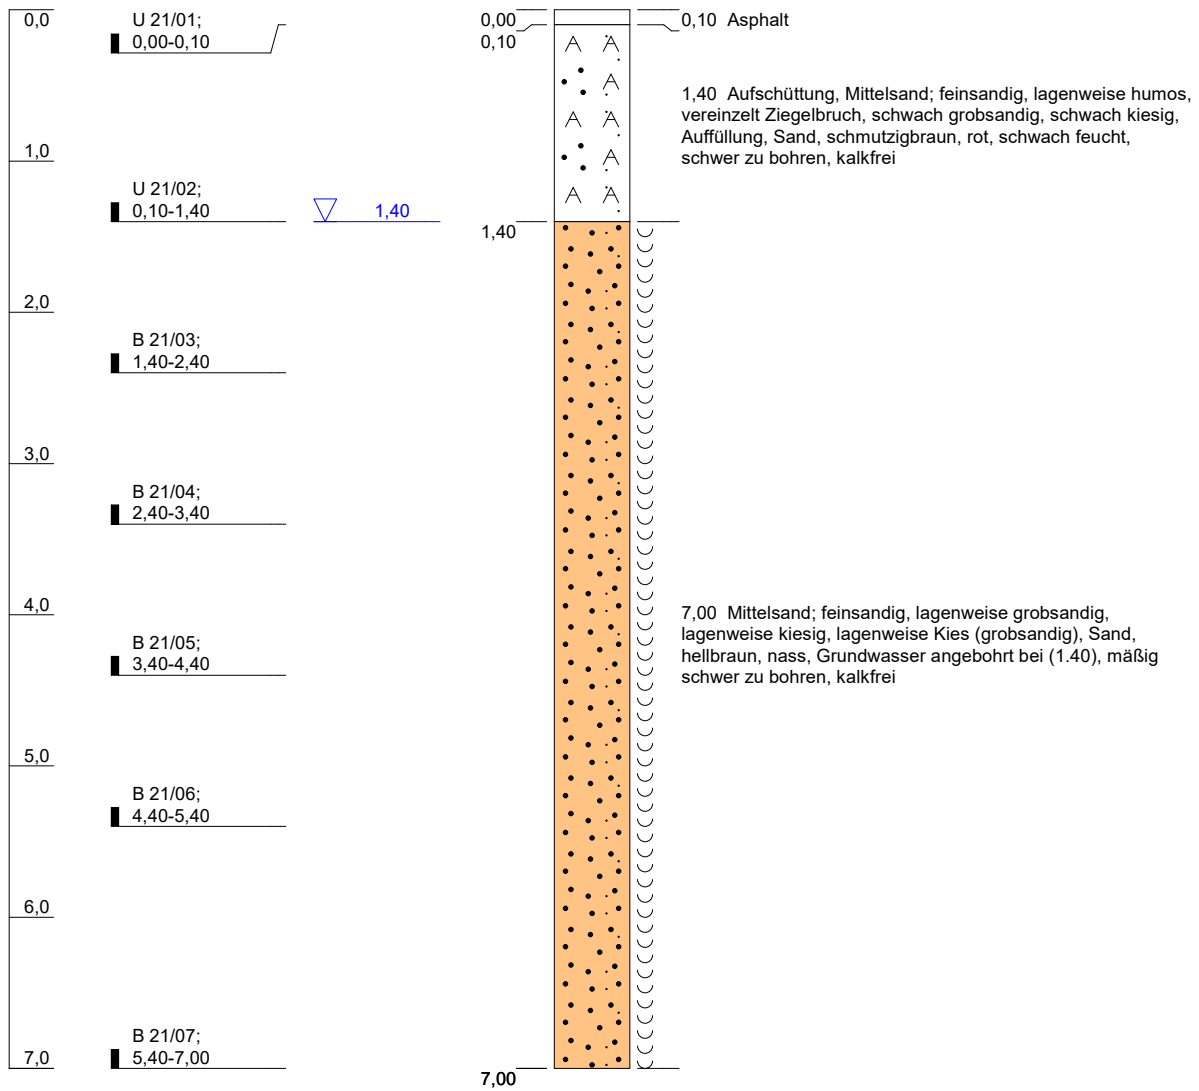 0,0
1,0
2,0
3,0
4,0
5,0
6,0
7,0
U 21/01;
0,00-0,10
U 21/02;
0,10-1,40
B 21/03;
1,40-2,40
B 21/04;
2,40-3,40
B 21/05;
3,40-4,40
B 21/06;
4,40-5,40
B 21/07;
5,40-7,00
1,40
0,00
0,10
1,40
7,00
A A
A
A A
A
A A
0,10 Asphalt
1,40 Aufschüttung, Mittelsand; feinsandig, lagenweise humos,
vereinzelt Ziegelbruch, schwach grobsandig, schwach kiesig,
Auffüllung, Sand, schmutzigbraun, rot, schwach feucht,
schwer zu bohren, kalkfrei
7,00 Mittelsand; feinsandig, lagenweise grobsandig,
lagenweise kiesig, lagenweise Kies (grobsandig), Sand,
hellbraun, nass, Grundwasser angebohrt bei (1.40), mäßig
schwer zu bohren, kalkfrei